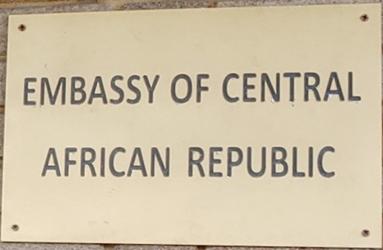 EMBASSY OF CENTRAL
AFRICAN REPUBLIC